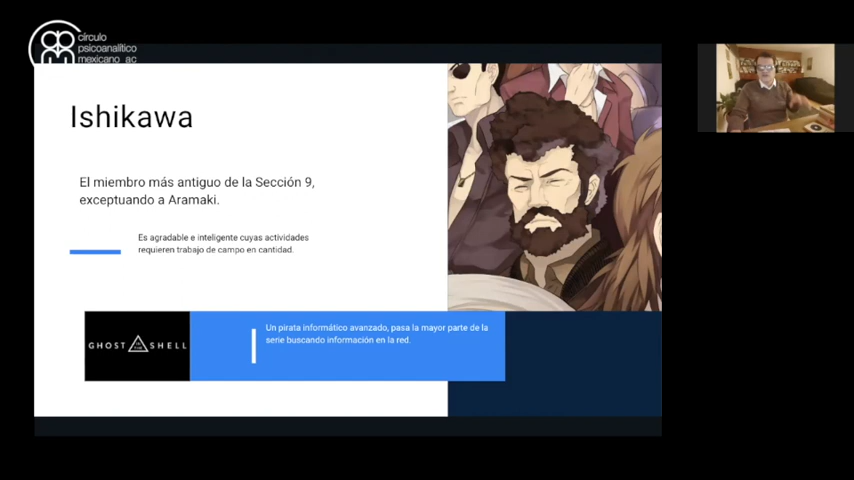 círculo
psicoanalítico
mexicano ac
Ishikawa
El miembro más antiguo de la Sección 9,
exceptuando a Aramaki.
Es agradable e inteligente cuyas actividades
requieren trabajo de campo en cantidad.
Un pirata informático avanzado, pasa la mayor parte de la
serie buscando información en la red.
GHOST SHELL